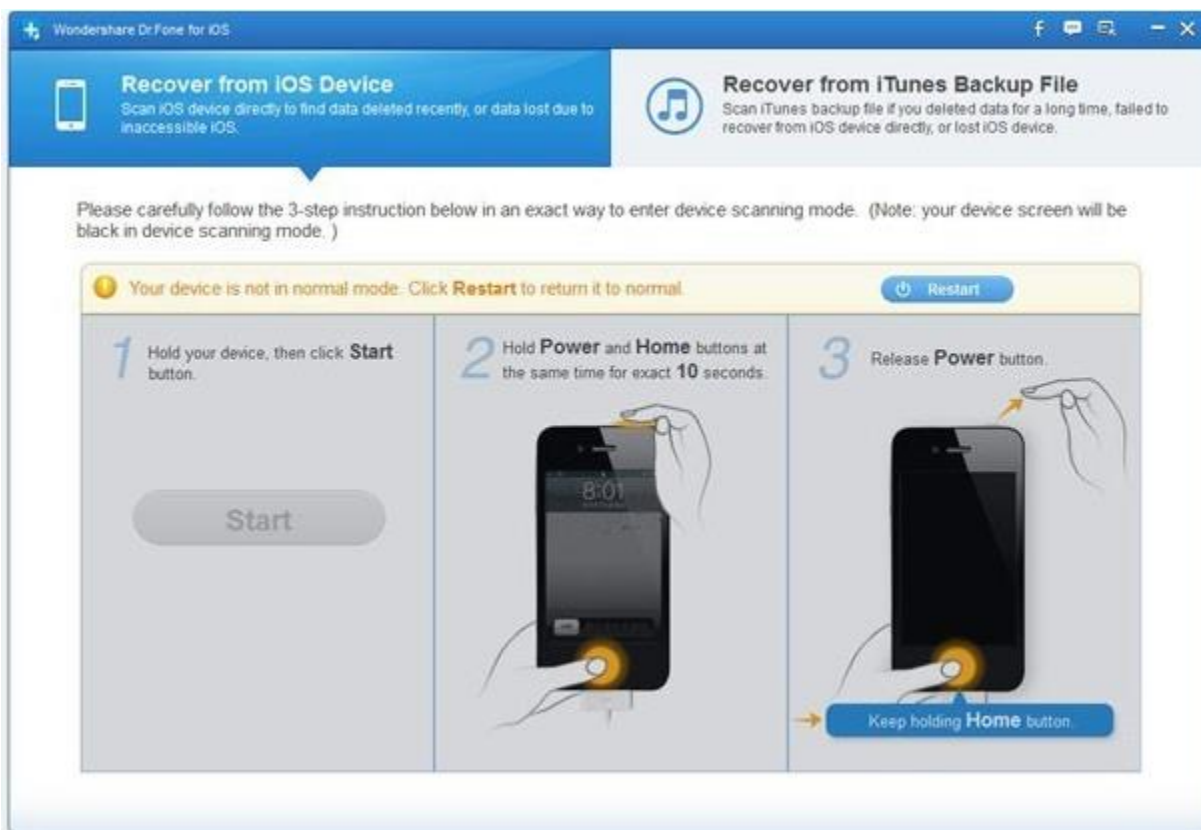 Wondershare Dr.Fone for iOS
Recover from iOS Device
Scan iOS device directly to find data deleted recently, or data lost due to
inaccessible iOS.
Recover from iTunes Backup File
Scan iTunes backup file if you deleted data for a long time, failed to
recover from iOS device directly, or lost iOS device.
Please carefully follow the 3-step instruction below in an exact way to enter device scanning mode. (Note: your device screen will be
black in device scanning mode. )
Your device is not in normal mode. Click Restart to return it to normal.
Restart
1 Hold your device, then click Start
button.
Start
2 Hold Power and Home buttons at
the same time for exact 10 seconds.
8:01
3 Release Power button.
Keep holding Home button.